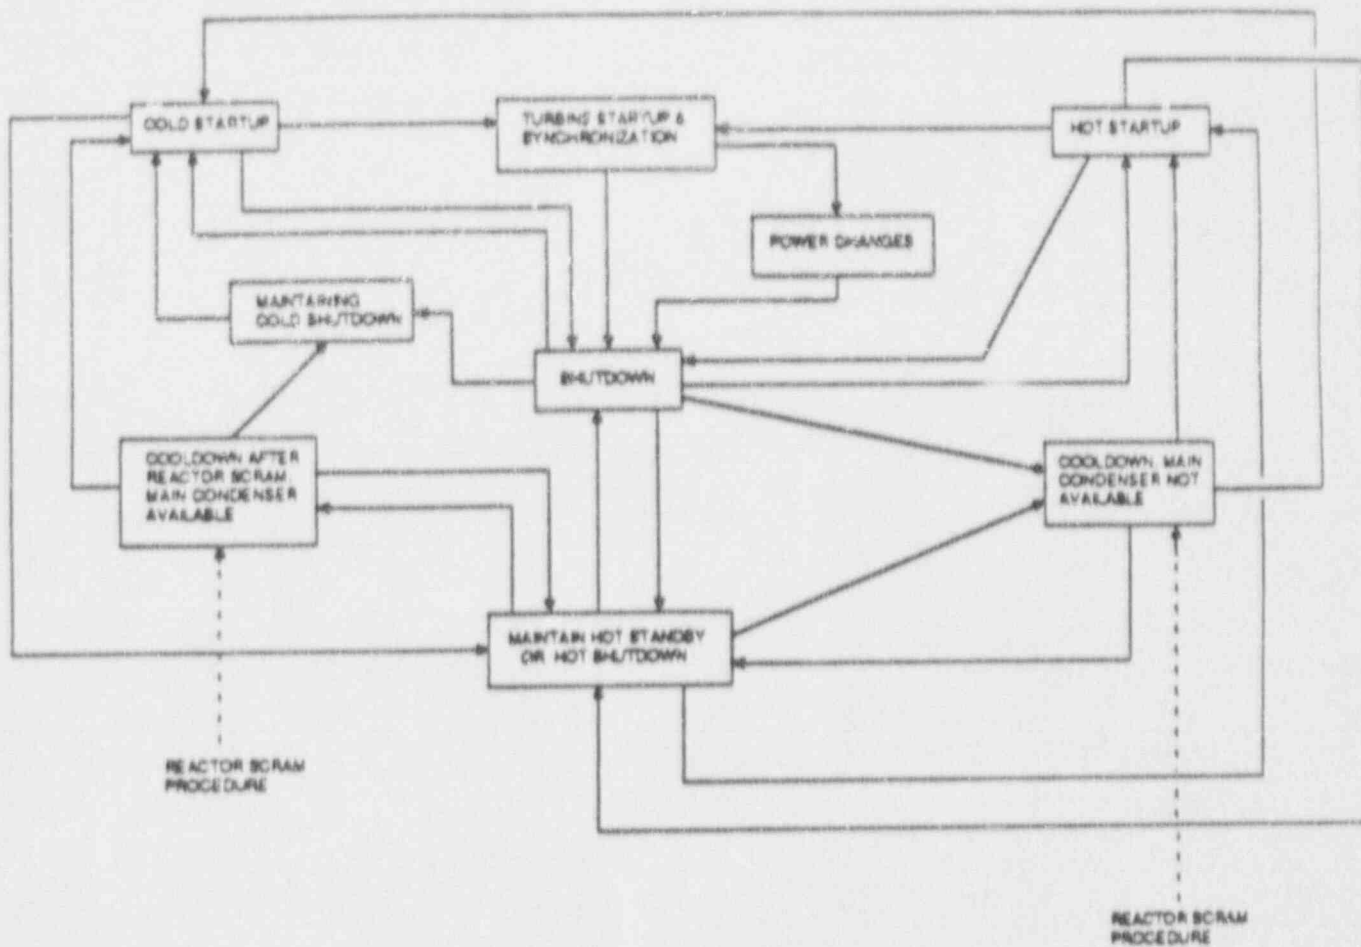 COLD STARTUP
TURBINE STARTUP &
SYNCHRONIZATION
HOT STARTUP
POWER CHANGES
MAINTAINING
COLD SHUTDOWN
SHUTDOWN
COOLDOWN AFTER
REACTOR SCRAM,
MAIN CONDENSER
AVAILABLE
COOLDOWN, MAIN
CONDENSER NOT
AVAILABLE
MAINTAIN HOT STANDBY
OR HOT SHUTDOWN
REACTOR SCRAM
PROCEDURE
REACTOR SCRAM
PROCEDURE